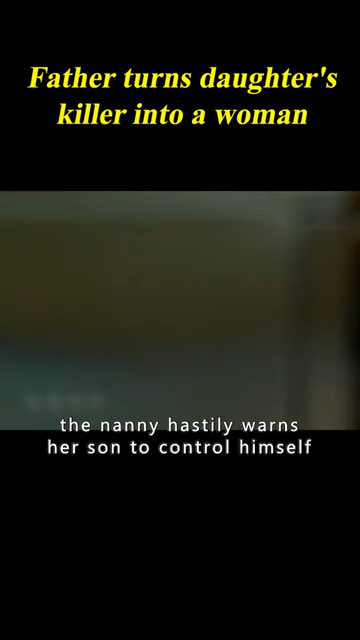 Father turns daughter's
killer into a woman
the nanny hastily warns
her son to control himself